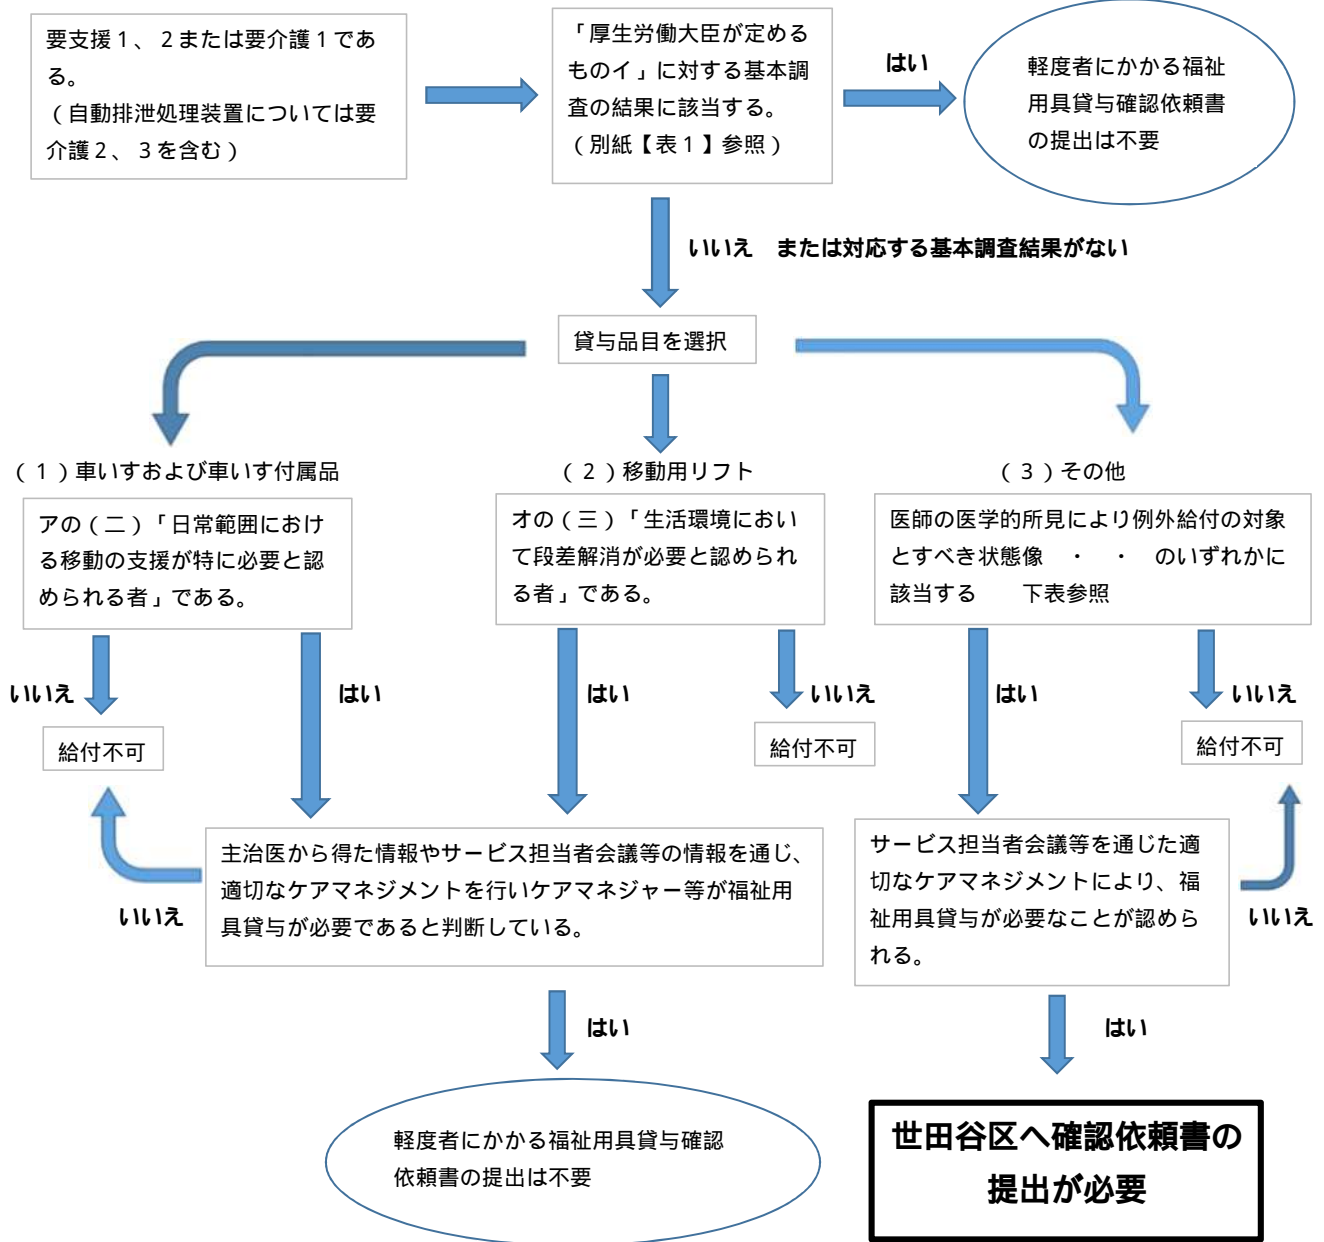 要支援１、２または要介護１であ
る。
（自動排泄処理装置については要
介護２、３を含む）
「厚生労働大臣が定める
ものイ」に対する基本調
査の結果に該当する。
（別紙【表１】参照）
はい
軽度者にかかる福祉
用具貸与確認依頼書
の提出は不要
いいえ　または対応する基本調査結果がない
貸与品目を選択
（１）車いすおよび車いす付属品
アの（二）「日常範囲におけ
る移動の支援が特に必要と認
められる者」である。
（２）移動用リフト
オの（三）「生活環境におい
て段差解消が必要と認められ
る者」である。
（３）その他
医師の医学的所見により例外給付の対象
とすべき状態像　・　・　のいずれかに
該当する　　下表参照
いいえ
はい
はい
いいえ
はい
いいえ
給付不可
給付不可
給付不可
主治医から得た情報やサービス担当者会議等の情報を通じ、
適切なケアマネジメントを行いケアマネジャー等が福祉用
具貸与が必要であると判断している。
いいえ
サービス担当者会議等を通じた適
切なケアマネジメントにより、福
祉用具貸与が必要なことが認めら
れる。
いいえ
はい
はい
軽度者にかかる福祉用具貸与確認
依頼書の提出は不要
世田谷区へ確認依頼書の
提出が必要